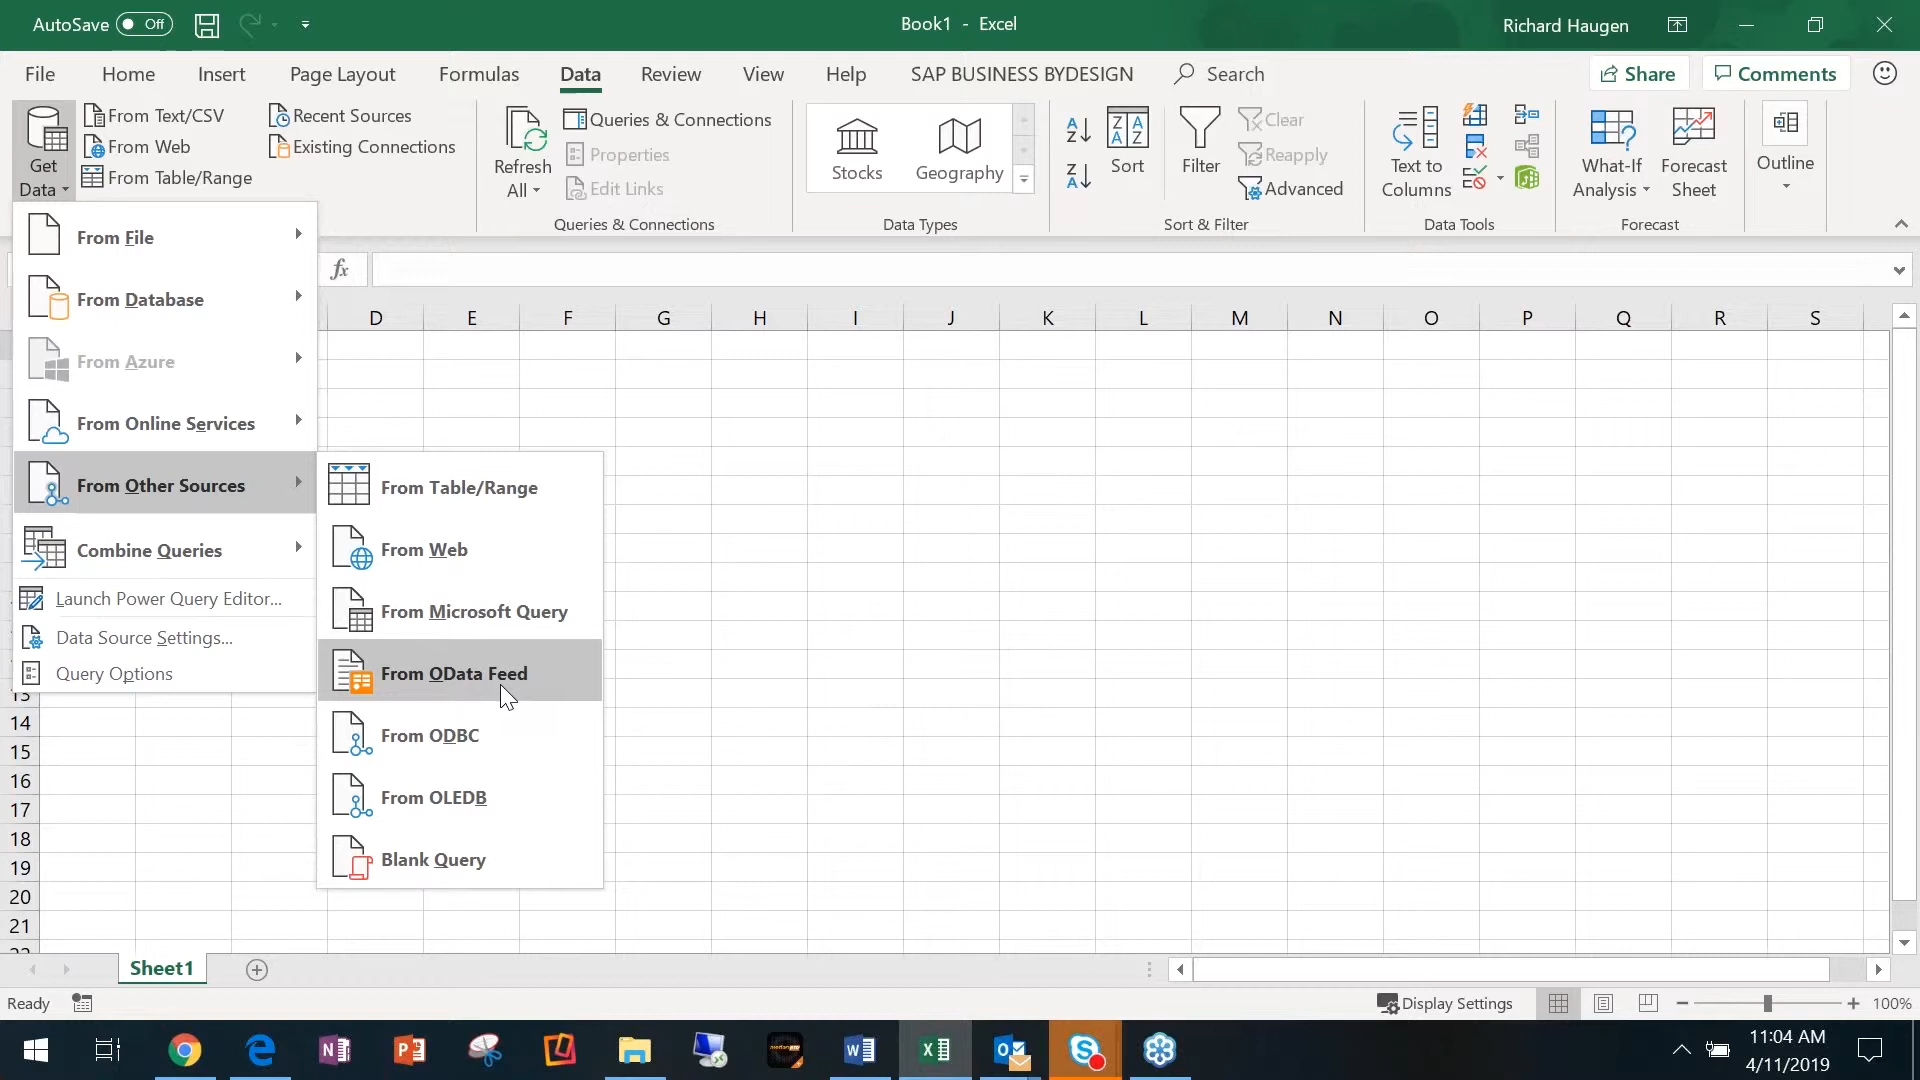 AutoSave Off
Book1 - Excel
Richard Haugen
File Home Insert Page Layout Formulas Data Review View Help SAP BUSINESS BYDESIGN Search Share Comments
Get Data
From Text/CSV
From Web
From Table/Range
Recent Sources
Existing Connections
Refresh All
Queries & Connections
Properties
Edit Links
Queries & Connections
Stocks
Geography
Data Types
Sort
Filter
Clear
Reapply
Advanced
Sort & Filter
Text to Columns
Data Tools
What-If Analysis
Forecast Sheet
Forecast
Outline
From File
From Database
From Azure
From Online Services
From Other Sources
Combine Queries
Launch Power Query Editor...
Data Source Settings...
Query Options
From Table/Range
From Web
From Microsoft Query
From OData Feed
From ODBC
From OLEDB
Blank Query
fx
D E F G H I J K L M N O P Q R S
13
14
15
16
17
18
19
20
21
22
Sheet1
Ready
Display Settings
100%
11:04 AM
4/11/2019